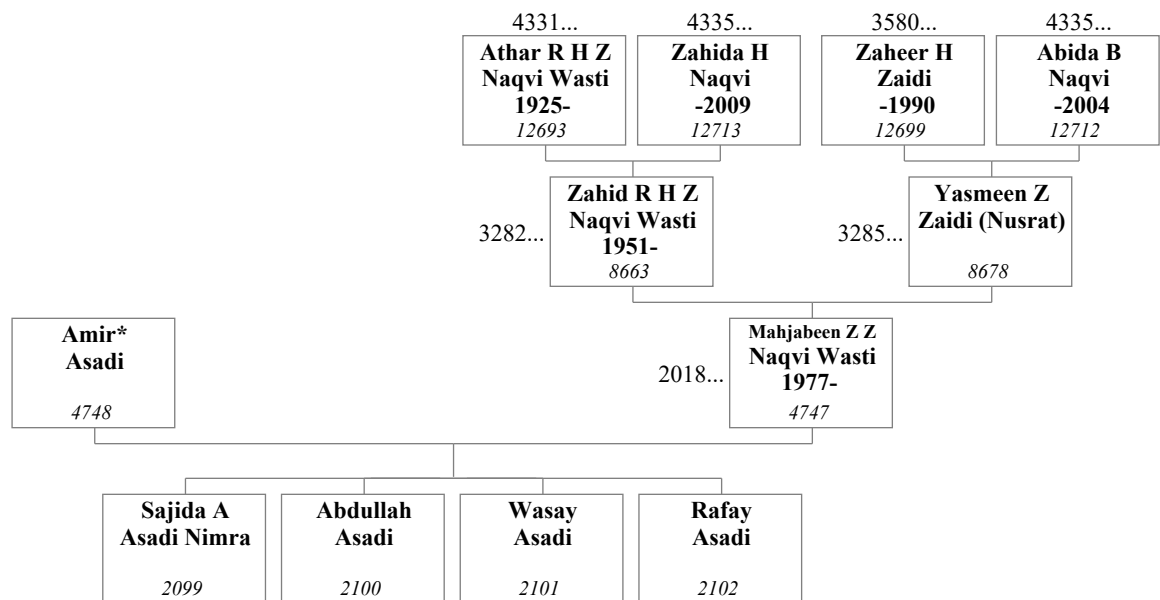 4331...
4335...
3580...
4335...
Athar R H Z
Naqvi Wasti
1925-
12693
Zahida H
Naqvi
-2009
12713
Zaheer H
Zaidi
-1990
12699
Abida B
Naqvi
-2004
12712
3282...
Zahid R H Z
Naqvi Wasti
1951-
8663
3285...
Yasmeen Z
Zaidi (Nusrat)
8678
Amir*
Asadi
4748
2018...
Mahjabeen Z Z
Naqvi Wasti
1977-
4747
Sajida A
Asadi Nimra
2099
Abdullah
Asadi
2100
Wasay
Asadi
2101
Rafay
Asadi
2102